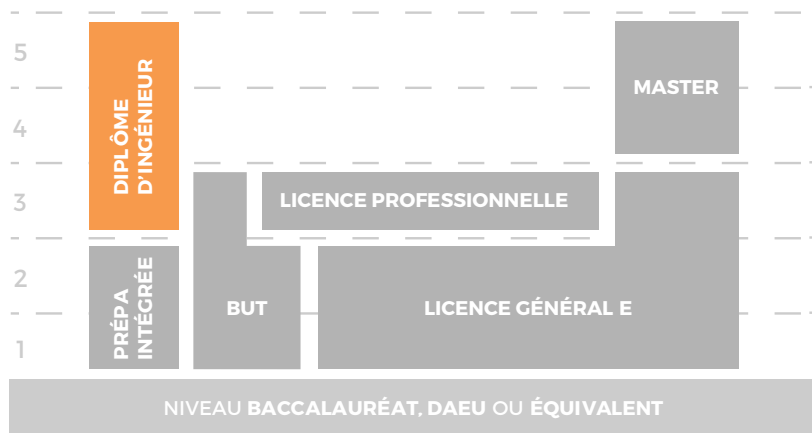 5
DIPLÔME
D'INGÉNIEUR
MASTER
4
3
LICENCE PROFESSIONNELLE
2
PRÉPA
INTÉGRÉE
BUT
LICENCE GÉNÉRAL E
1
NIVEAU BACCALAURÉAT, DAEU OU ÉQUIVALENT